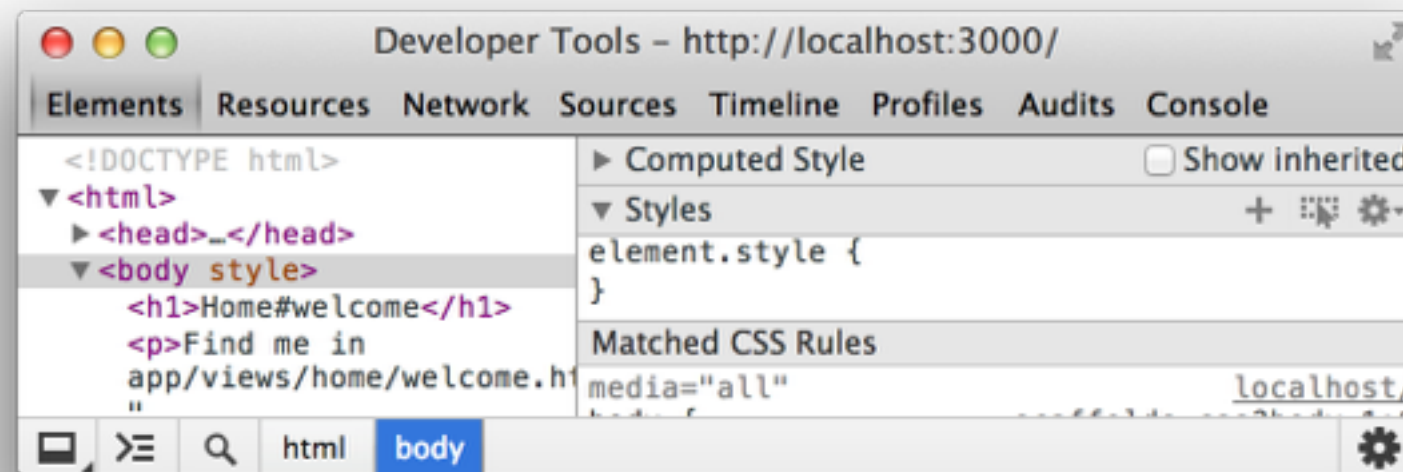 Developer Tools – http://localhost:3000/
Elements Resources Network Sources Timeline Profiles Audits Console
<!DOCTYPE html>
<html>
<head>…</head>
<body style>
<h1>Home#welcome</h1>
<p>Find me in
app/views/home/welcome.ht
"
Computed Style
Show inherited
Styles
element.style {
}
Matched CSS Rules
media="all"
localhost/
body {
html
body